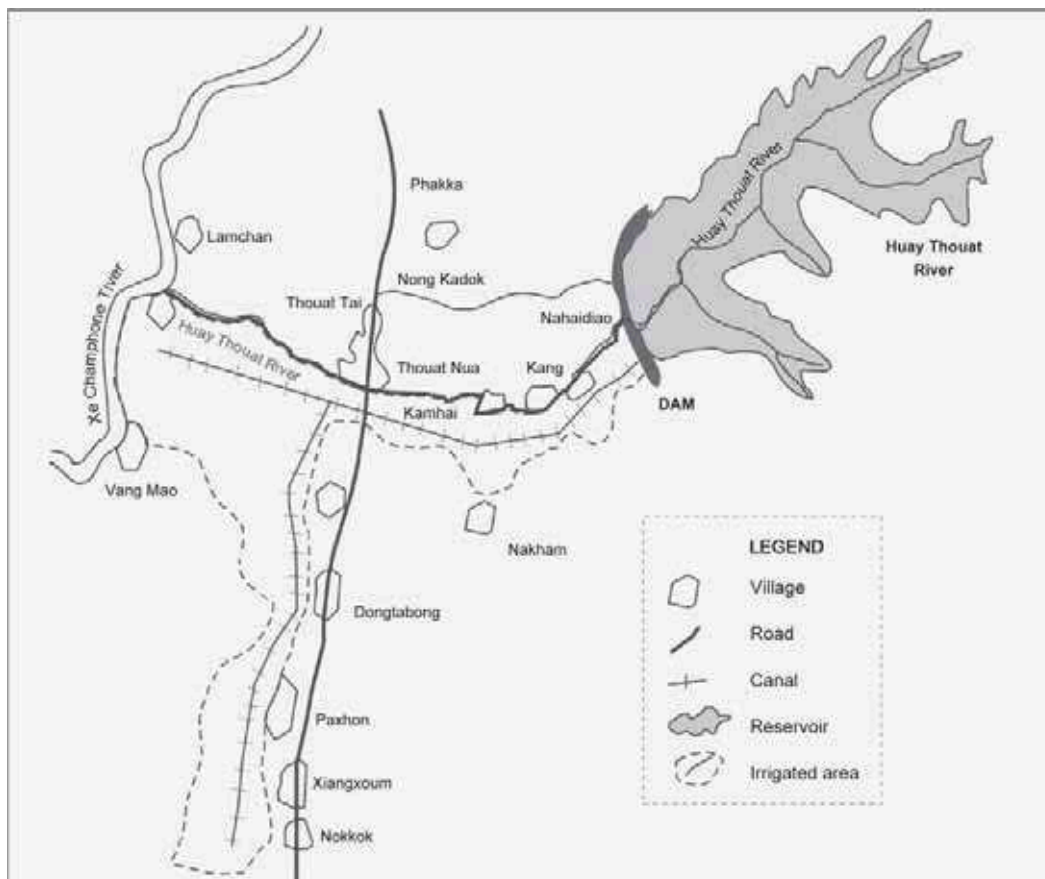 Phakka
Lamchan
Huay Thouat River
Huay Thouat
River
Nong Kadok
Thouat Tai
Xe Champhone Tiver
Huay Thouat River
Nahaidiao
Thouat Nua
Kang
Kamhai
DAM
Vang Mao
Nakham
LEGEND
Village
Road
Canal
Reservoir
Irrigated area
Dongtabong
Paxhon
Xiangxoum
Nokkok